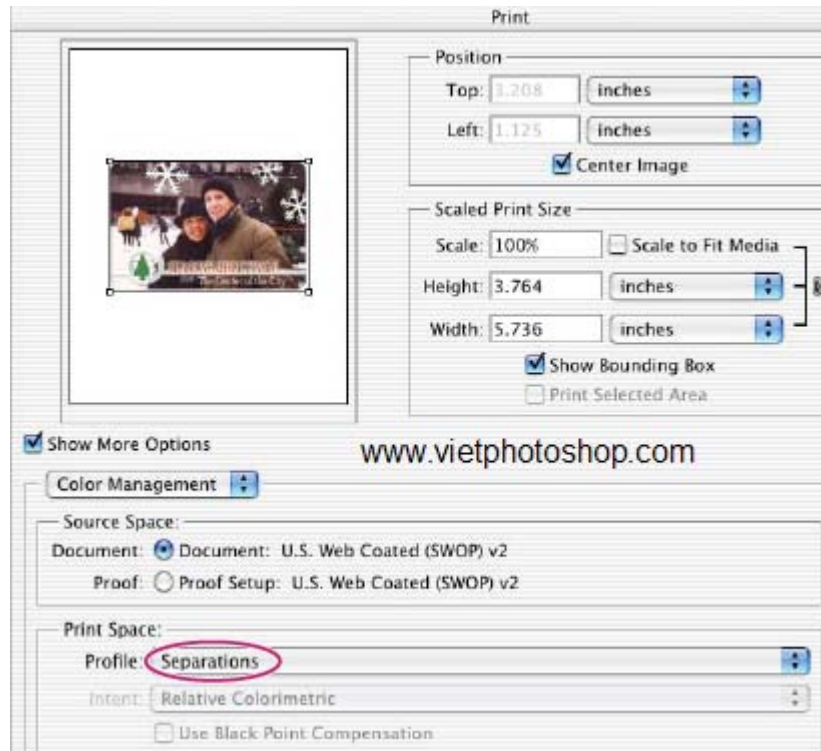 Print
Position
Top: 3.208 inches
Left: 1.125 inches
Center Image
Scaled Print Size
Scale: 100% Scale to Fit Media
Height: 3.764 inches
Width: 5.736 inches
Show Bounding Box
Print Selected Area
Show More Options
www.vietphotoshop.com
Color Management
Source Space:
Document: Document: U.S. Web Coated (SWOP) v2
Proof: Proof Setup: U.S. Web Coated (SWOP) v2
Print Space:
Profile: Separations
Intent: Relative Colorimetric
Use Black Point Compensation